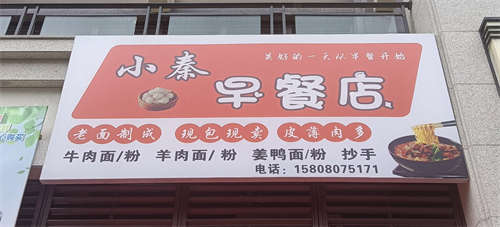 小秦
美好的一天从早餐开始
早餐店
老面制成 现包现卖 皮薄肉多
牛肉面/粉 羊肉面/粉 姜鸭面/粉 抄手
电话：15808075171